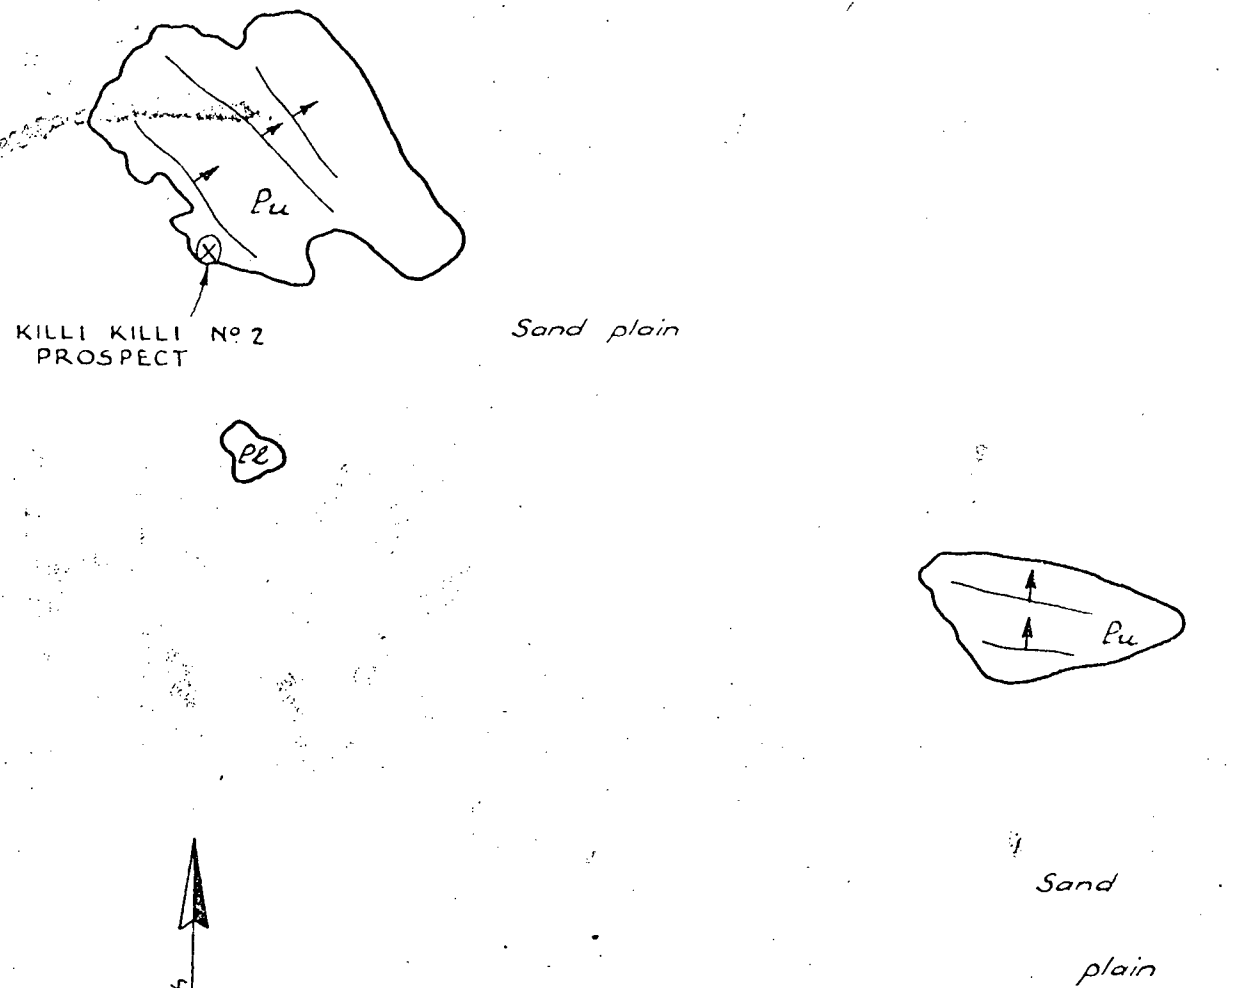 Pu
KILLI KILLI Nº 2
PROSPECT
Sand plain
Pl
Pu
Sand
plain